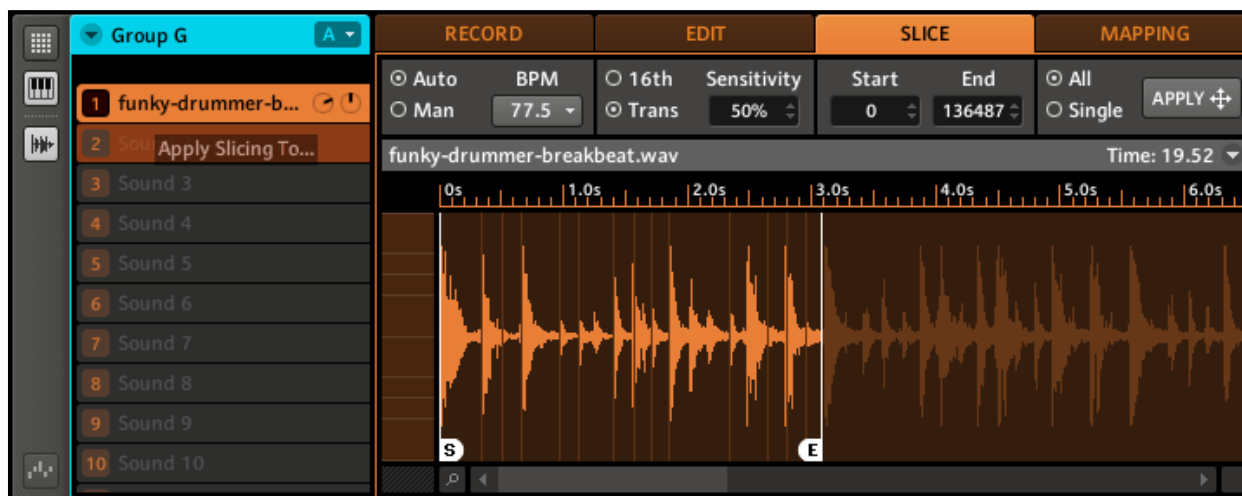 Group G
A
RECORD
EDIT
SLICE
MAPPING
Auto
BPM
16th
Sensitivity
Start
End
All
Man
77.5
Trans
50%
0
136487
Single
APPLY
1 funky-drummer-b...
2
Apply Slicing To...
3 Sound 3
4 Sound 4
5 Sound 5
6 Sound 6
7 Sound 7
8 Sound 8
9 Sound 9
10 Sound 10
funky-drummer-breakbeat.wav
Time: 19.52
0s 1.0s 2.0s 3.0s 4.0s 5.0s 6.0s
S
E